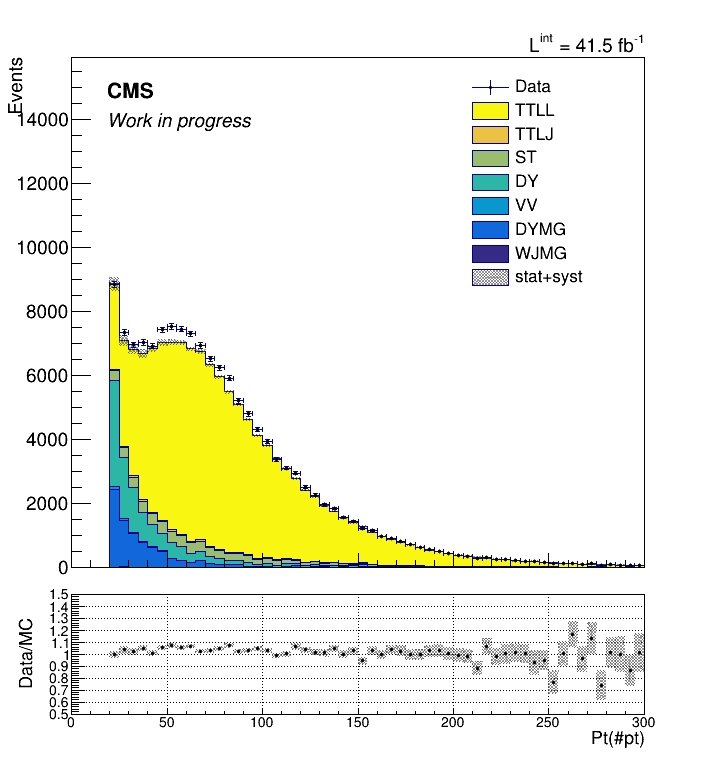 L^int = 41.5 fb^-1
Events
CMS
Work in progress
Data
TTLL
TTLJ
ST
DY
VV
DYMG
WJMG
stat+syst
14000
12000
10000
8000
6000
4000
2000
0
Data/MC
1.5
1.4
1.3
1.2
1.1
1
0.9
0.8
0.7
0.6
0.5
0 50 100 150 200 250 300
Pt(#pt)